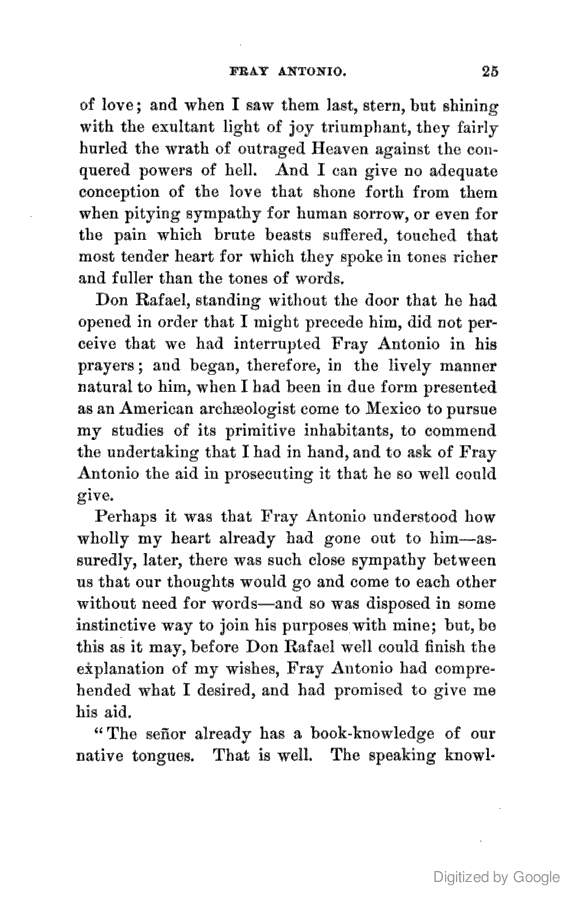 FRAY ANTONIO. 25
of love; and when I saw them last, stern, but shining
with the exultant light of joy triumphant, they fairly
hurled the wrath of outraged Heaven against the con-
quered powers of hell. And I can give no adequate
conception of the love that shone forth from them
when pitying sympathy for human sorrow, or even for
the pain which brute beasts suffered, touched that
most tender heart for which they spoke in tones richer
and fuller than the tones of words.
Don Rafael, standing without the door that he had
opened in order that I might precede him, did not per-
ceive that we had interrupted Fray Antonio in his
prayers; and began, therefore, in the lively manner
natural to him, when I had been in due form presented
as an American archæologist come to Mexico to pursue
my studies of its primitive inhabitants, to commend
the undertaking that I had in hand, and to ask of Fray
Antonio the aid in prosecuting it that he so well could
give.
Perhaps it was that Fray Antonio understood how
wholly my heart already had gone out to him—as-
suredly, later, there was such close sympathy between
us that our thoughts would go and come to each other
without need for words—and so was disposed in some
instinctive way to join his purposes with mine; but, be
this as it may, before Don Rafael well could finish the
explanation of my wishes, Fray Antonio had compre-
hended what I desired, and had promised to give me
his aid.
"The señor already has a book-knowledge of our
native tongues. That is well. The speaking knowl-
Digitized by Google